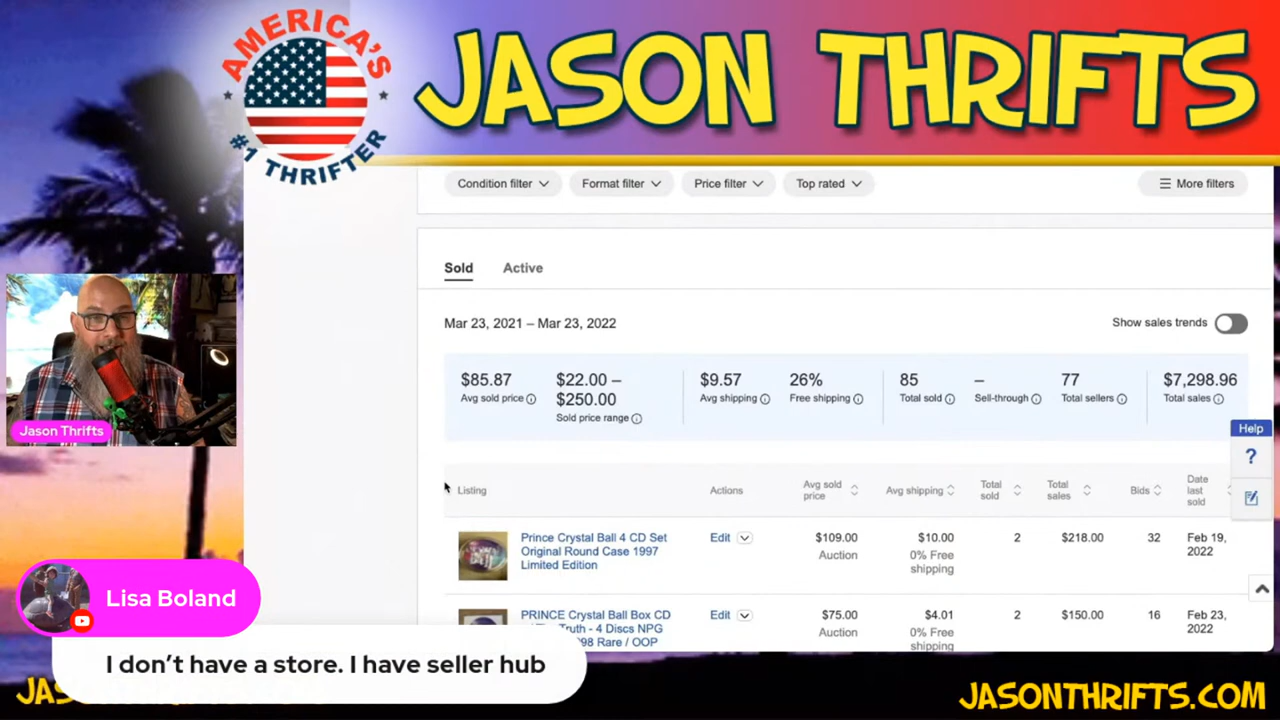 AMERICA'S
#1 THRIFTER
JASON THRIFTS
Condition filter
Format filter
Price filter
Top rated
More filters
Sold
Active
Mar 23, 2021 – Mar 23, 2022
Show sales trends
$85.87
Avg sold price
$22.00 –
$250.00
Sold price range
$9.57
Avg shipping
26%
Free shipping
85
Total sold
–
Sell-through
77
Total sellers
$7,298.96
Total sales
Help
?
Listing
Actions
Avg sold
price
Avg shipping
Total
sold
Total
sales
Bids
Date
last
sold
Prince Crystal Ball 4 CD Set
Original Round Case 1997
Limited Edition
Edit
$109.00
Auction
$10.00
0% Free
shipping
2
$218.00
32
Feb 19,
2022
PRINCE Crystal Ball Box CD
Truth - 4 Discs NPG
98 Rare / OOP
Edit
$75.00
Auction
$4.01
0% Free
shipping
2
$150.00
16
Feb 23,
2022
Jason Thrifts
Lisa Boland
I don’t have a store. I have seller hub
JASONTHRIFTS.COM